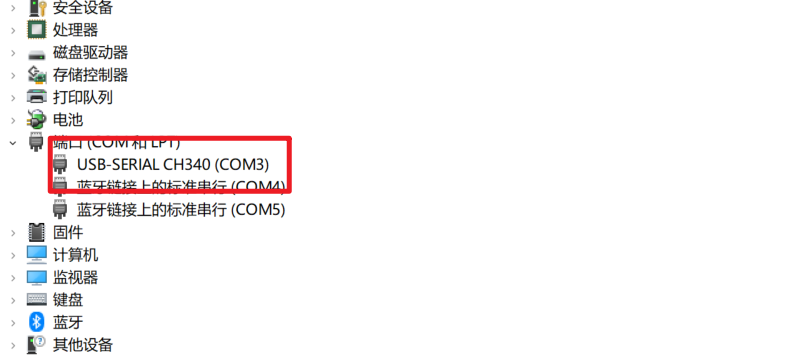 安全设备
处理器
磁盘驱动器
存储控制器
打印队列
电池
端口 (COM 和 LPT)
USB-SERIAL CH340 (COM3)
蓝牙链接上的标准串行 (COM4)
蓝牙链接上的标准串行 (COM5)
固件
计算机
监视器
键盘
蓝牙
其他设备